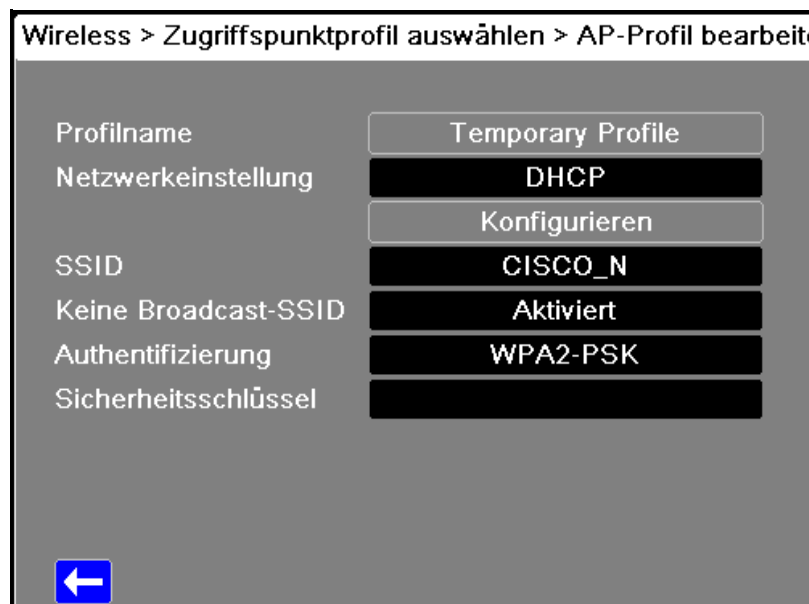 Wireless > Zugriffspunktprofil auswählen > AP-Profil bearbeit
Profilname Temporary Profile
Netzwerkeinstellung DHCP
Konfigurieren
SSID CISCO_N
Keine Broadcast-SSID Aktiviert
Authentifizierung WPA2-PSK
Sicherheitsschlüssel